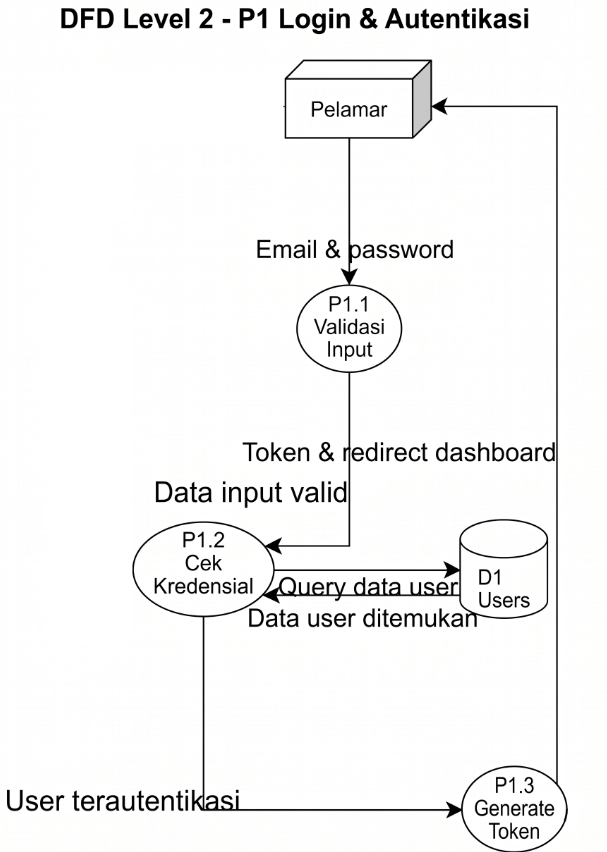 DFD Level 2 - P1 Login & Autentikasi
Pelamar
Email & password
P1.1
Validasi
Input
Token & redirect dashboard
Data input valid
P1.2
Cek
Kredensial
Query data user
D1
Users
Data user ditemukan
User terautentikasi
P1.3
Generate
Token